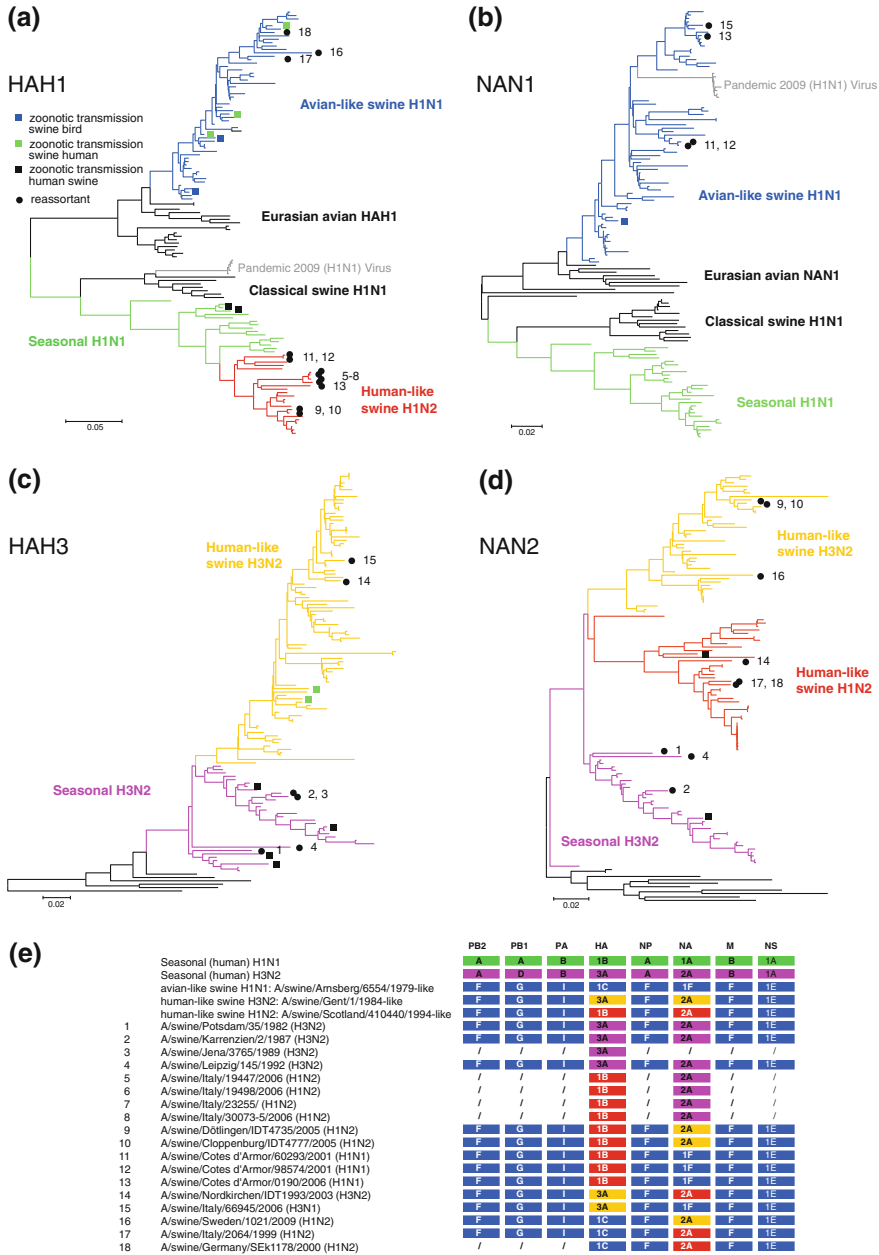 (a)
HAH1
zoonotic transmission
swine bird
zoonotic transmission
swine human
zoonotic transmission
human swine
reassortant
18
16
17
Avian-like swine H1N1
Eurasian avian HAH1
Pandemic 2009 (H1N1) Virus
Classical swine H1N1
Seasonal H1N1
11, 12
5-8
13
Human-like
swine H1N2
9, 10
0.05
(b)
NAN1
15
13
Pandemic 2009 (H1N1) Virus
11, 12
Avian-like swine H1N1
Eurasian avian NAN1
Classical swine H1N1
Seasonal H1N1
0.02
(c)
HAH3
Human-like
swine H3N2
15
14
Seasonal H3N2
2, 3
4
1
0.02
(d)
NAN2
9, 10
Human-like
swine H3N2
16
14
Human-like
swine H1N2
17, 18
1
4
2
Seasonal H3N2
0.02
(e)
PB2 PB1 PA HA NP NA M NS
Seasonal (human) H1N1 A A B 1B A 1A B 1A
Seasonal (human) H3N2 A D B 3A A 2A B 1A
avian-like swine H1N1: A/swine/Arnsberg/6554/1979-like F G I 1C F 1F F 1E
human-like swine H3N2: A/swine/Gent/1/1984-like F G I 3A F 2A F 1E
human-like swine H1N2: A/swine/Scotland/410440/1994-like F G I 1B F 2A F 1E
1 A/swine/Potsdam/35/1982 (H3N2) F G I 3A F 2A F 1E
2 A/swine/Karrenzien/2/1987 (H3N2) F G I 3A F 2A F 1E
3 A/swine/Jena/3765/1989 (H3N2) / / / 3A / / / /
4 A/swine/Leipzig/145/1992 (H3N2) F G I 3A F 2A F 1E
5 A/swine/Italy/19447/2006 (H1N2) / / / 1B / 2A / /
6 A/swine/Italy/19498/2006 (H1N2) / / / 1B / 2A / /
7 A/swine/Italy/23255/ (H1N2) / / / 1B / 2A / /
8 A/swine/Italy/30073-5/2006 (H1N2) / / / 1B / 2A / /
9 A/swine/Dötlingen/IDT4735/2005 (H1N2) F G I 1B F 2A F 1E
10 A/swine/Cloppenburg/IDT4777/2005 (H1N2) F G I 1B F 2A F 1E
11 A/swine/Cotes d'Armor/60293/2001 (H1N1) F G I 1B F 1F F 1E
12 A/swine/Cotes d'Armor/98574/2001 (H1N1) F G I 1B F 1F F 1E
13 A/swine/Cotes d'Armor/0190/2006 (H1N1) F G I 1B F 1F F 1E
14 A/swine/Nordkirchen/IDT1993/2003 (H3N2) F G I 3A F 2A F 1E
15 A/swine/Italy/66945/2006 (H3N1) F G I 3A F 1F F 1E
16 A/swine/Sweden/1021/2009 (H1N2) F G I 1C F 2A F 1E
17 A/swine/Italy/2064/1999 (H1N2) F G I 1C F 2A F 1E
18 A/swine/Germany/SEk1178/2000 (H1N2) / / / 1C F 2A F 1E